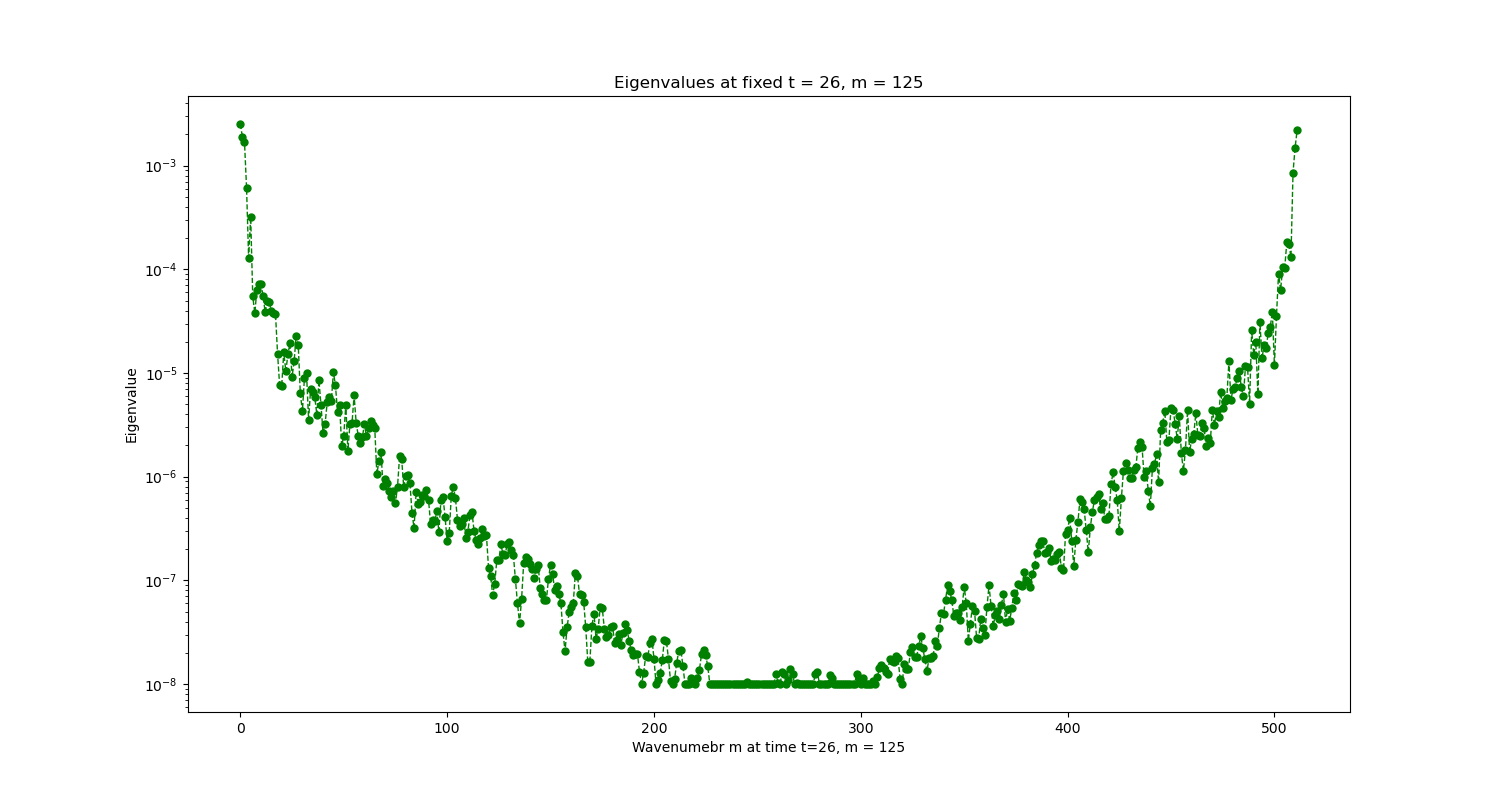 Eigenvalues at fixed t = 26, m = 125
Eigenvalue
10⁻³
10⁻⁴
10⁻⁵
10⁻⁶
10⁻⁷
10⁻⁸
0 100 200 300 400 500
Wavenumebr m at time t=26, m = 125